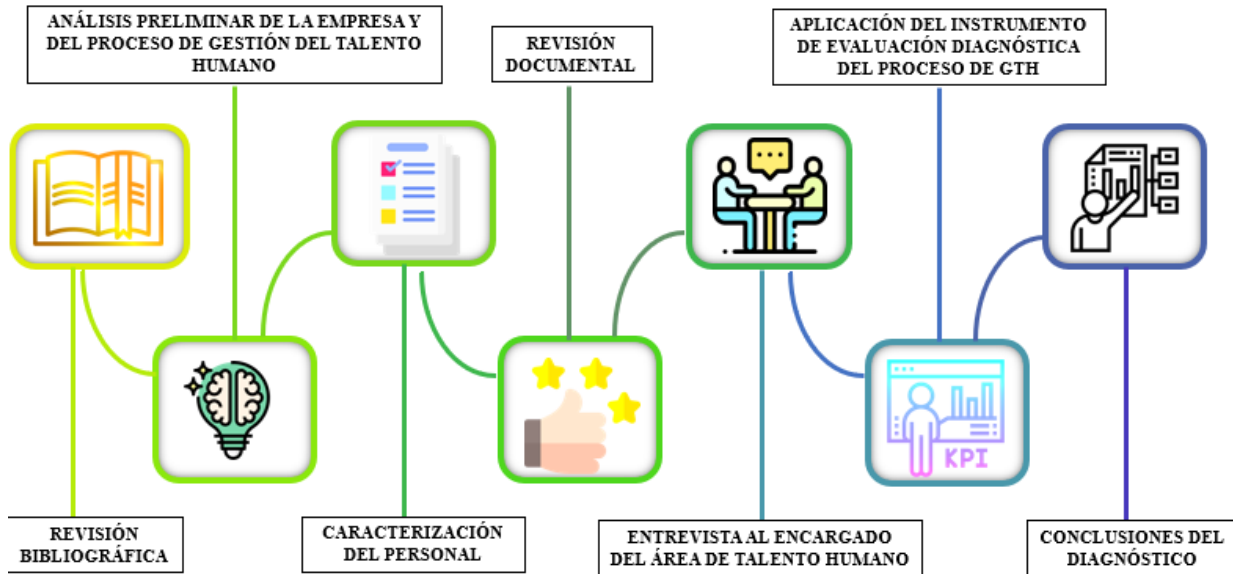 ANÁLISIS PRELIMINAR DE LA EMPRESA Y
DEL PROCESO DE GESTIÓN DEL TALENTO
HUMANO
REVISIÓN
DOCUMENTAL
APLICACIÓN DEL INSTRUMENTO
DE EVALUACIÓN DIAGNÓSTICA
DEL PROCESO DE GTH
KPI
REVISIÓN
BIBLIOGRÁFICA
CARACTERIZACIÓN
DEL PERSONAL
ENTREVISTA AL ENCARGADO
DEL ÁREA DE TALENTO HUMANO
CONCLUSIONES DEL
DIAGNÓSTICO